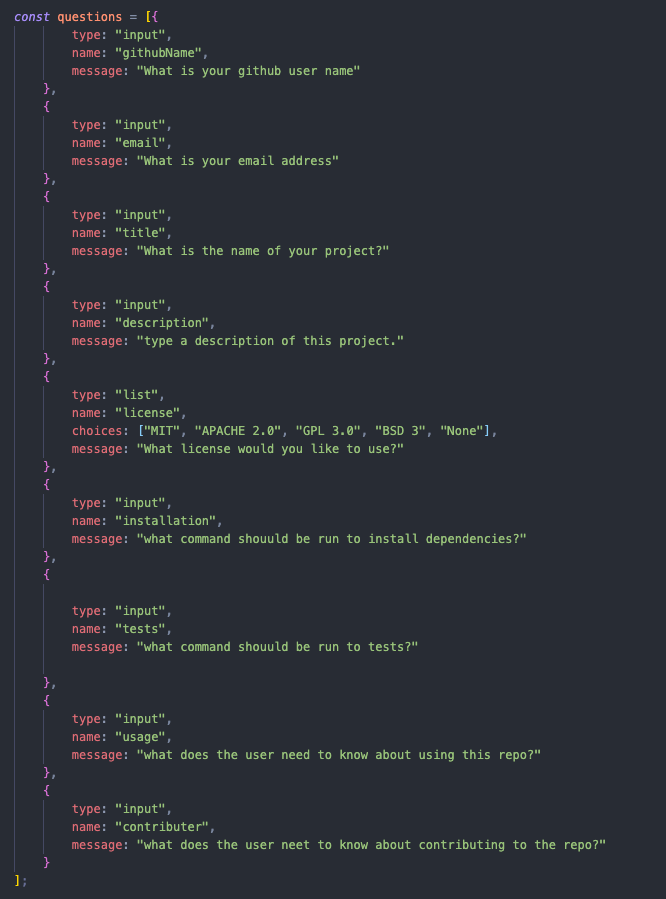 const questions = [{
        type: "input",
        name: "githubName",
        message: "What is your github user name"
    },
    {
        type: "input",
        name: "email",
        message: "What is your email address"
    },
    {
        type: "input",
        name: "title",
        message: "What is the name of your project?"
    },
    {
        type: "input",
        name: "description",
        message: "type a description of this project."
    },
    {
        type: "list",
        name: "license",
        choices: ["MIT", "APACHE 2.0", "GPL 3.0", "BSD 3", "None"],
        message: "What license would you like to use?"
    },
    {
        type: "input",
        name: "installation",
        message: "what command shouuld be run to install dependencies?"
    },
    {
        type: "input",
        name: "tests",
        message: "what command shouuld be run to tests?"
    },
    {
        type: "input",
        name: "usage",
        message: "what does the user need to know about using this repo?"
    },
    {
        type: "input",
        name: "contributer",
        message: "what does the user neet to know about contributing to the repo?"
    }
];